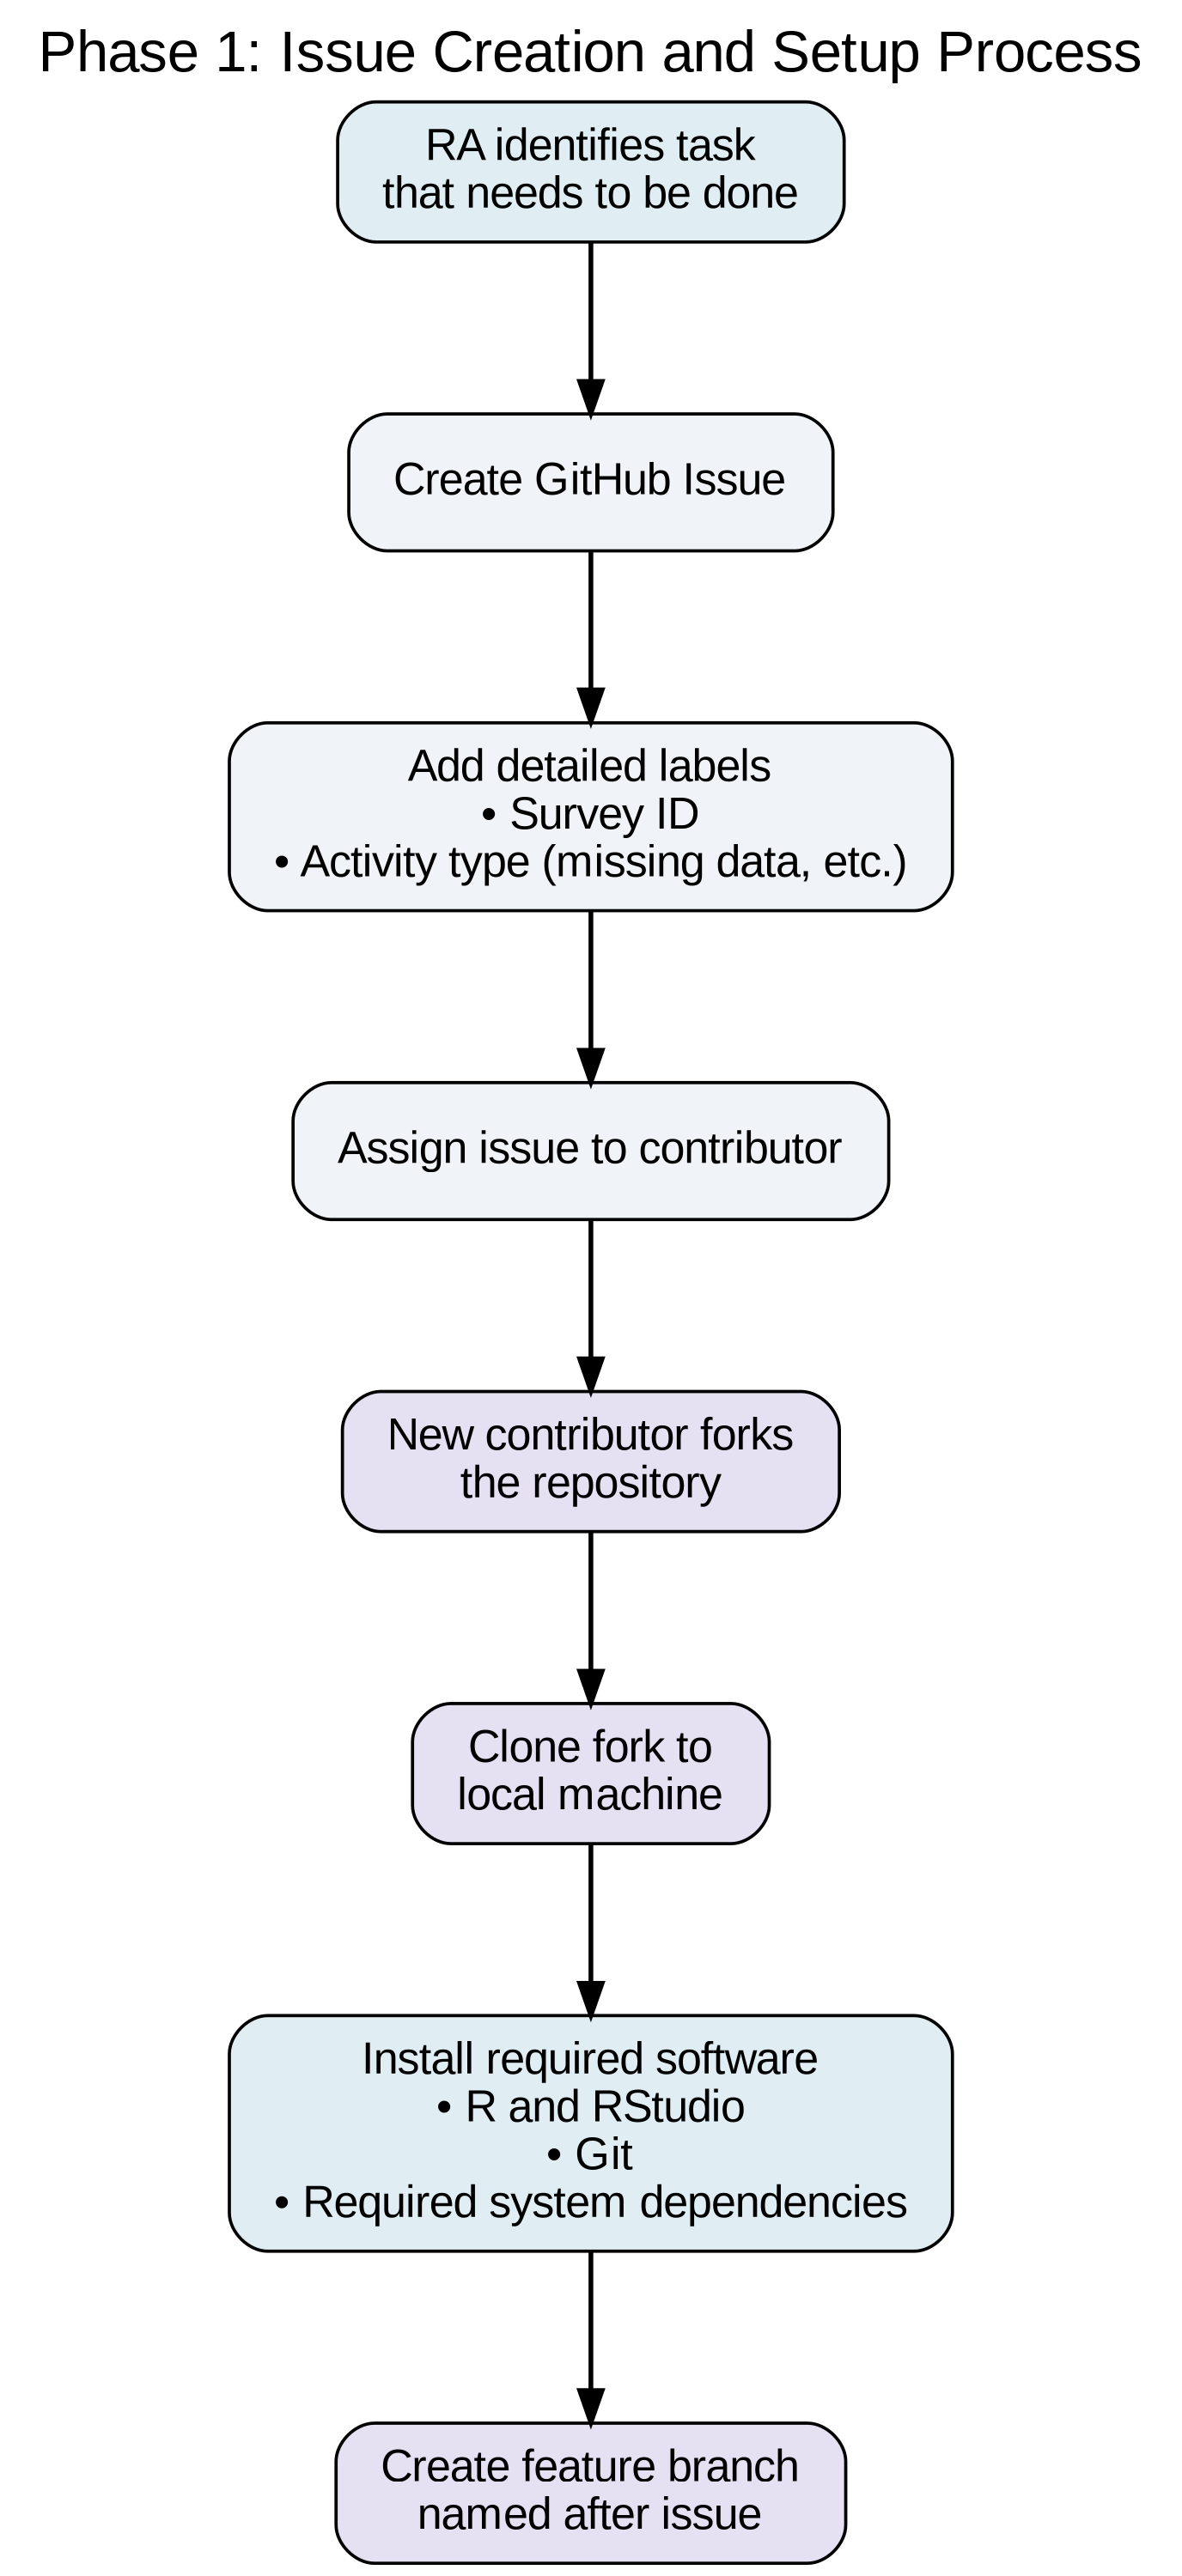 Phase 1: Issue Creation and Setup Process
RA identifies task
that needs to be done
Create GitHub Issue
Add detailed labels
• Survey ID
• Activity type (missing data, etc.)
Assign issue to contributor
New contributor forks
the repository
Clone fork to
local machine
Install required software
• R and RStudio
• Git
• Required system dependencies
Create feature branch
named after issue